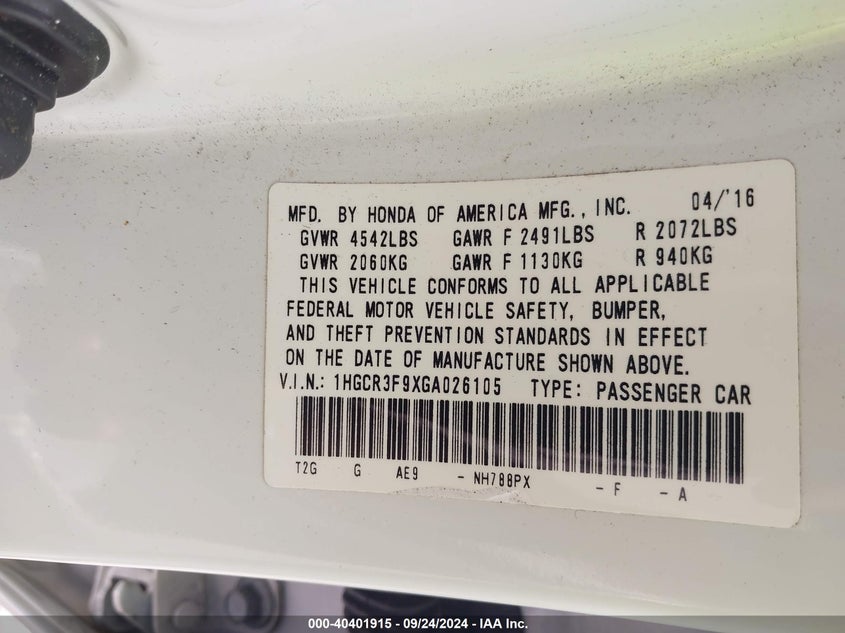 MFD. BY HONDA OF AMERICA MFG., INC. 04/'16
GVWR 4542LBS GAWR F 2491LBS R 2072LBS
GVWR 2060KG GAWR F 1130KG R 940KG
THIS VEHICLE CONFORMS TO ALL APPLICABLE
FEDERAL MOTOR VEHICLE SAFETY, BUMPER,
AND THEFT PREVENTION STANDARDS IN EFFECT
ON THE DATE OF MANUFACTURE SHOWN ABOVE.
V.I.N.: 1HGCR3F9XGA026105 TYPE: PASSENGER CAR
T2G G AE9 - NH788PX - F - A
000-40401915 - 09/24/2024 - IAA Inc.